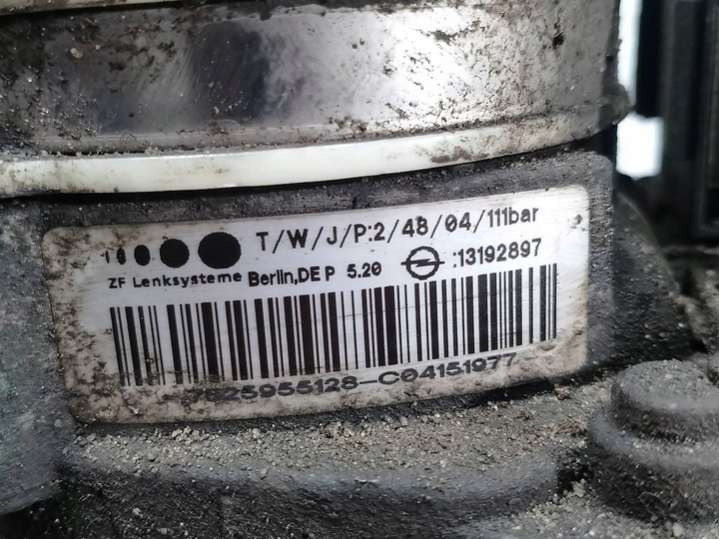 T/W/J/P:2/48/04/111bar
ZF Lenksysteme Berlin,DE P 5.20 :13192897
7625955128-C04151977